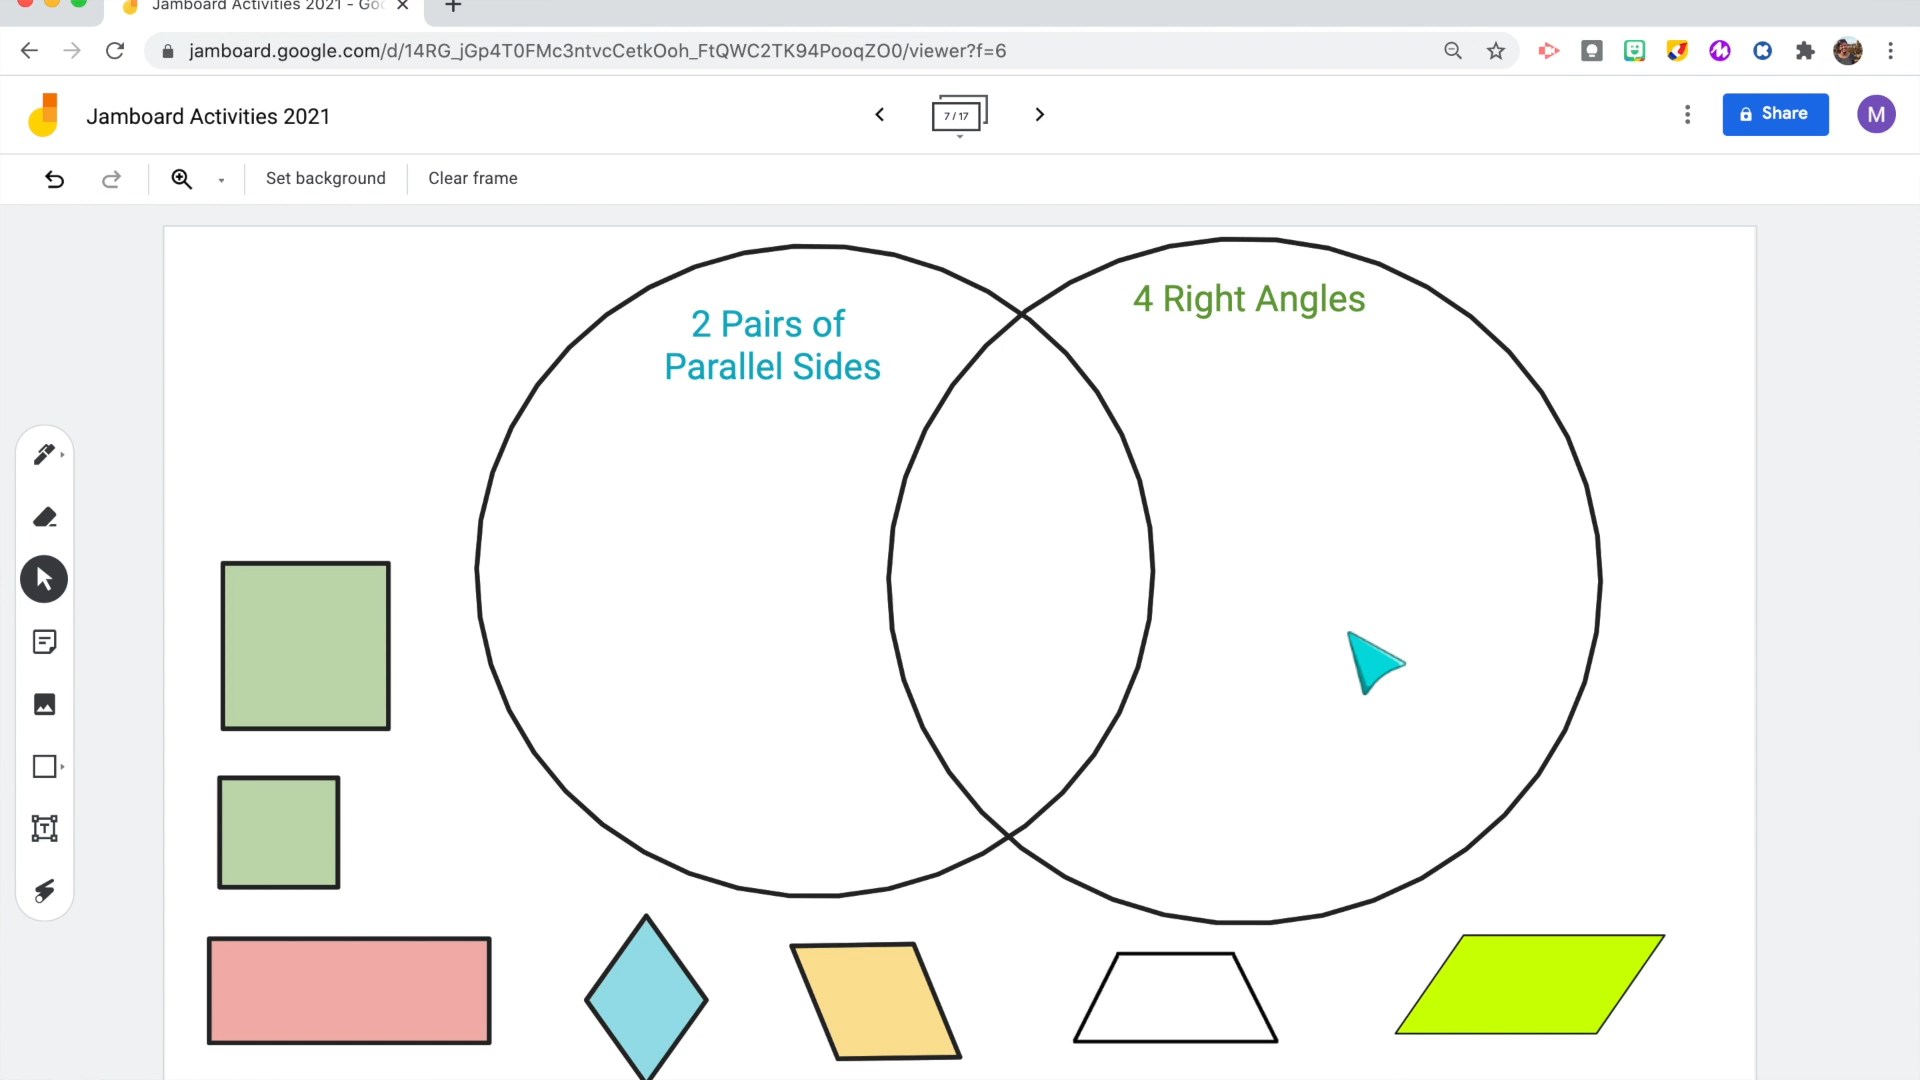 Jamboard Activities 2021 - Goo
jamboard.google.com/d/14RG_jGp4T0FMc3ntvcCetkOoh_FtQWC2TK94PooqZO0/viewer?f=6
Jamboard Activities 2021
7 / 17
Share
M
Set background
Clear frame
2 Pairs of
Parallel Sides
4 Right Angles